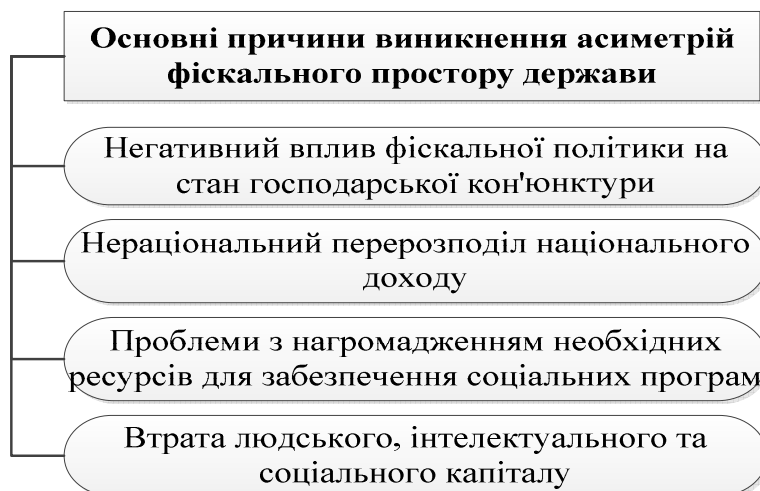 Основні причини виникнення асиметрій
фіскального простору держави
Негативний вплив фіскальної політики на
стан господарської кон'юнктури
Нераціональний перерозподіл національного
доходу
Проблеми з нагромадженням необхідних
ресурсів для забезпечення соціальних програм
Втрата людського, інтелектуального та
соціального капіталу